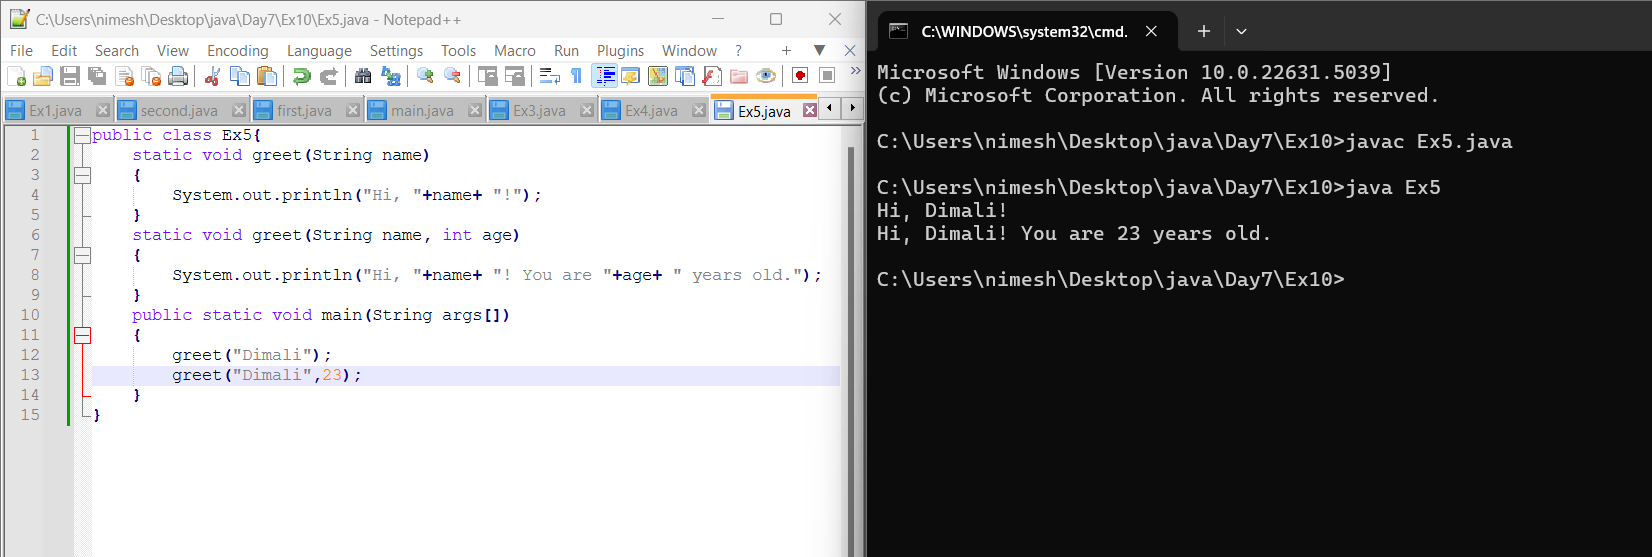 C:\Users\nimesh\Desktop\java\Day7\Ex10\Ex5.java - Notepad++
File Edit Search View Encoding Language Settings Tools Macro Run Plugins Window ? + ▼ X
Ex1.java second.java first.java main.java Ex3.java Ex4.java Ex5.java
1 public class Ex5{
2 static void greet(String name)
3 {
4 System.out.println("Hi, "+name+ "!");
5 }
6 static void greet(String name, int age)
7 {
8 System.out.println("Hi, "+name+ "! You are "+age+ " years old.");
9 }
10 public static void main(String args[])
11 {
12 greet("Dimali");
13 greet("Dimali",23);
14 }
15 }
C:\WINDOWS\system32\cmd.
Microsoft Windows [Version 10.0.22631.5039]
(c) Microsoft Corporation. All rights reserved.
C:\Users\nimesh\Desktop\java\Day7\Ex10>javac Ex5.java
C:\Users\nimesh\Desktop\java\Day7\Ex10>java Ex5
Hi, Dimali!
Hi, Dimali! You are 23 years old.
C:\Users\nimesh\Desktop\java\Day7\Ex10>